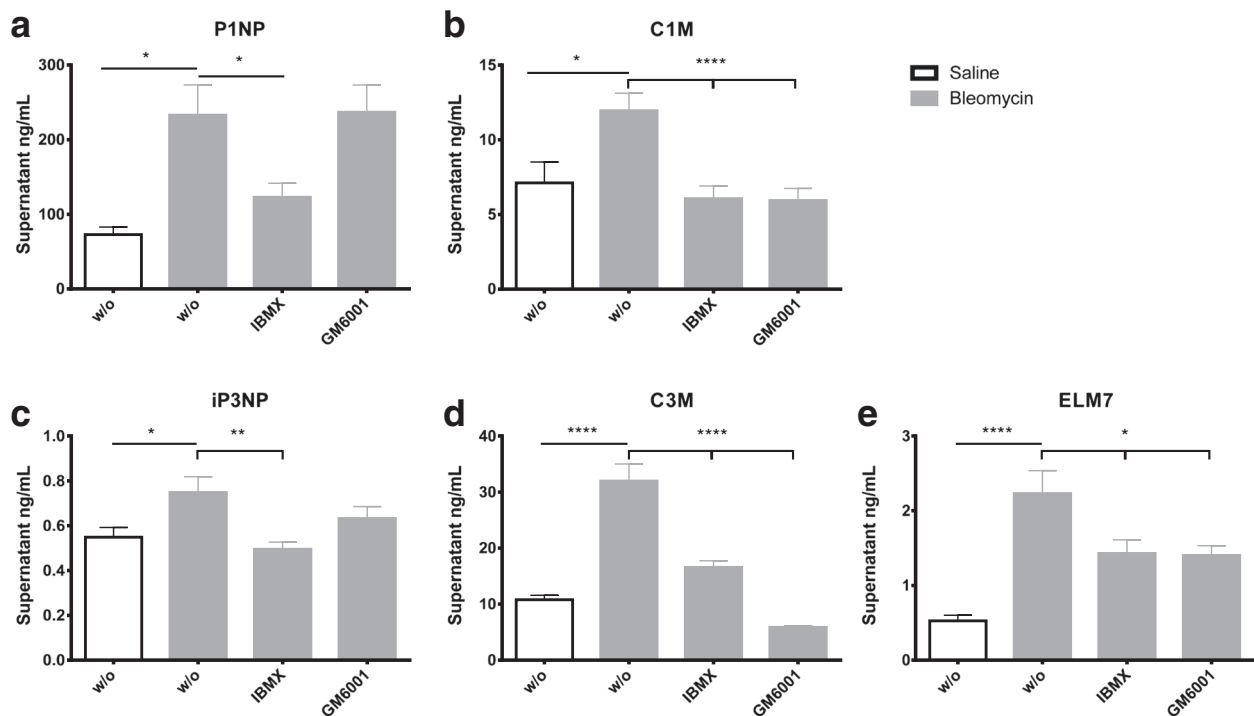 a
P1NP
Supernatant ng/mL
300
200
100
0
*
*
w/o
w/o
IBMX
GM6001
b
C1M
Supernatant ng/mL
15
10
5
0
*
****
w/o
w/o
IBMX
GM6001
Saline
Bleomycin
c
iP3NP
Supernatant ng/mL
1.0
0.8
0.6
0.4
0.2
0.0
*
**
w/o
w/o
IBMX
GM6001
d
C3M
Supernatant ng/mL
40
30
20
10
0
****
****
w/o
w/o
IBMX
GM6001
e
ELM7
Supernatant ng/mL
3
2
1
0
****
*
w/o
w/o
IBMX
GM6001